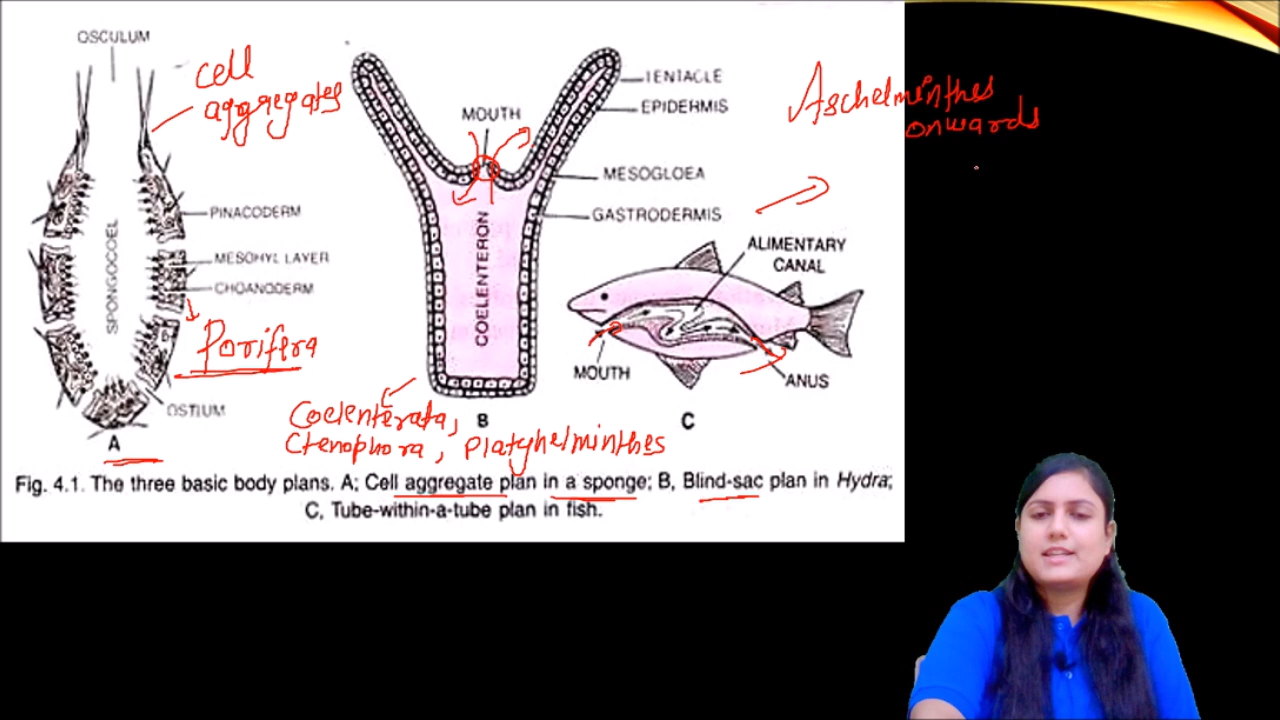 OSCULUM
cell
aggregates
PINACODERM
MESOHYL LAYER
CHOANODERM
SPONGOCOEL
Porifera
OSTIUM
A
MOUTH
TENTACLE
EPIDERMIS
MESOGLOEA
GASTRODERMIS
COELENTERON
Coelenterata,
Ctenophora, Platyhelminthes
B
Aschelminthes
onwards
ALIMENTARY
CANAL
MOUTH
ANUS
C
Fig. 4.1. The three basic body plans. A; Cell aggregate plan in a sponge; B, Blind-sac plan in Hydra;
C, Tube-within-a-tube plan in fish.